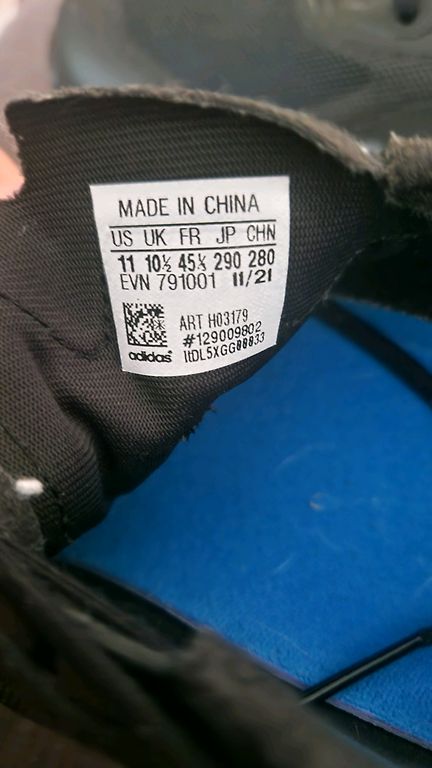 MADE IN CHINA
US UK FR JP CHN
11 10½ 45⅓ 290 280
EVN 791001 11/21
ART H03179
#129009802
adidas